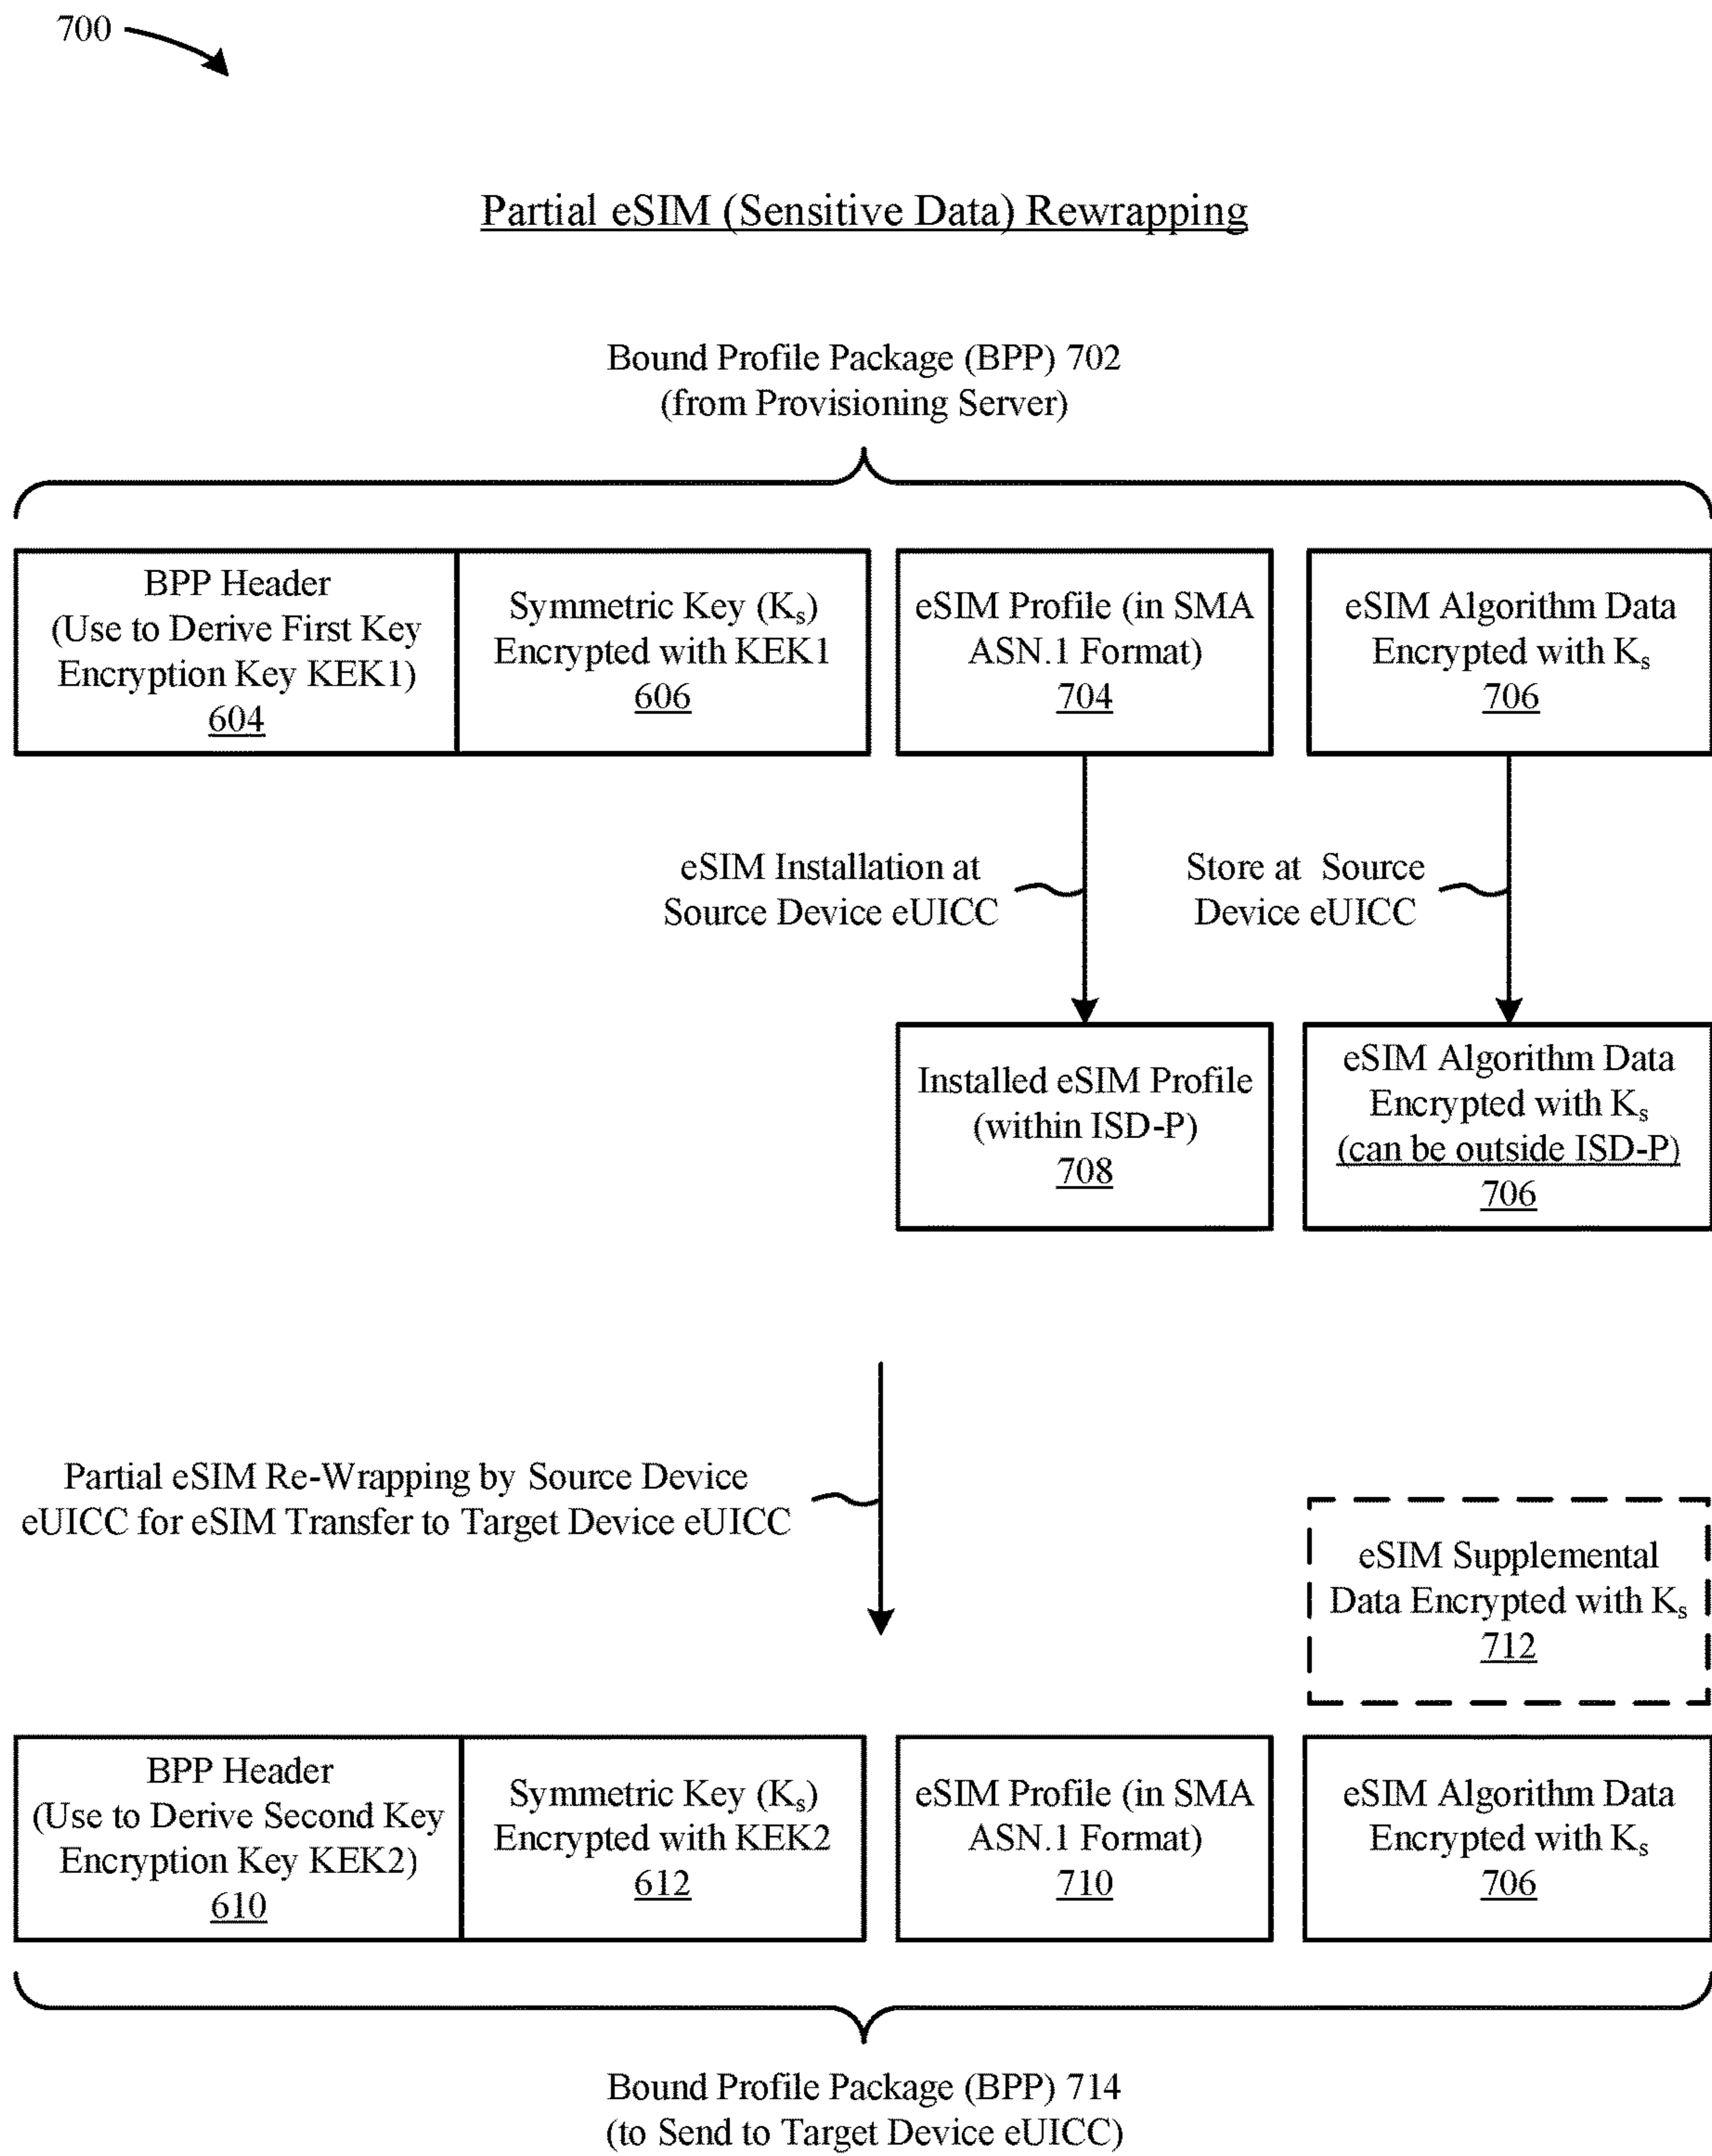 700
Partial eSIM (Sensitive Data) Rewrapping
Bound Profile Package (BPP) 702
(from Provisioning Server)
BPP Header
(Use to Derive First Key
Encryption Key KEK1)
604
Symmetric Key (Ks)
Encrypted with KEK1
606
eSIM Profile (in SMA
ASN.1 Format)
704
eSIM Algorithm Data
Encrypted with Ks
706
eSIM Installation at
Source Device eUICC
Store at Source
Device eUICC
Installed eSIM Profile
(within ISD-P)
708
eSIM Algorithm Data
Encrypted with Ks
(can be outside ISD-P)
706
Partial eSIM Re-Wrapping by Source Device
eUICC for eSIM Transfer to Target Device eUICC
eSIM Supplemental
Data Encrypted with Ks
712
BPP Header
(Use to Derive Second Key
Encryption Key KEK2)
610
Symmetric Key (Ks)
Encrypted with KEK2
612
eSIM Profile (in SMA
ASN.1 Format)
710
eSIM Algorithm Data
Encrypted with Ks
706
Bound Profile Package (BPP) 714
(to Send to Target Device eUICC)